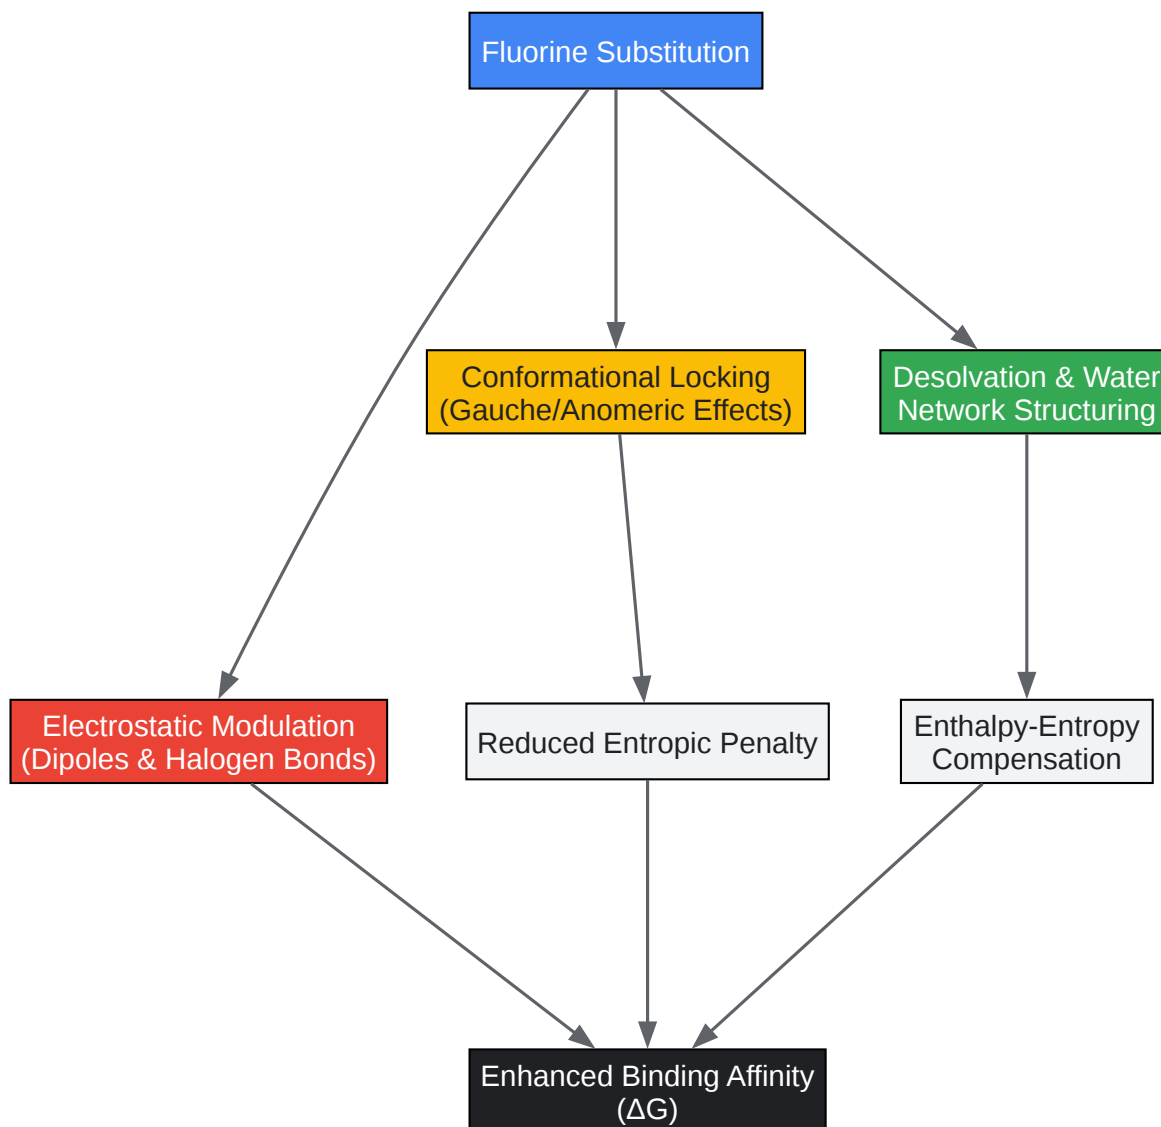 Fluorine Substitution
Conformational Locking
(Gauche/Anomeric Effects)
Desolvation & Water
Network Structuring
Electrostatic Modulation
(Dipoles & Halogen Bonds)
Reduced Entropic Penalty
Enthalpy-Entropy
Compensation
Enhanced Binding Affinity
(ΔG)